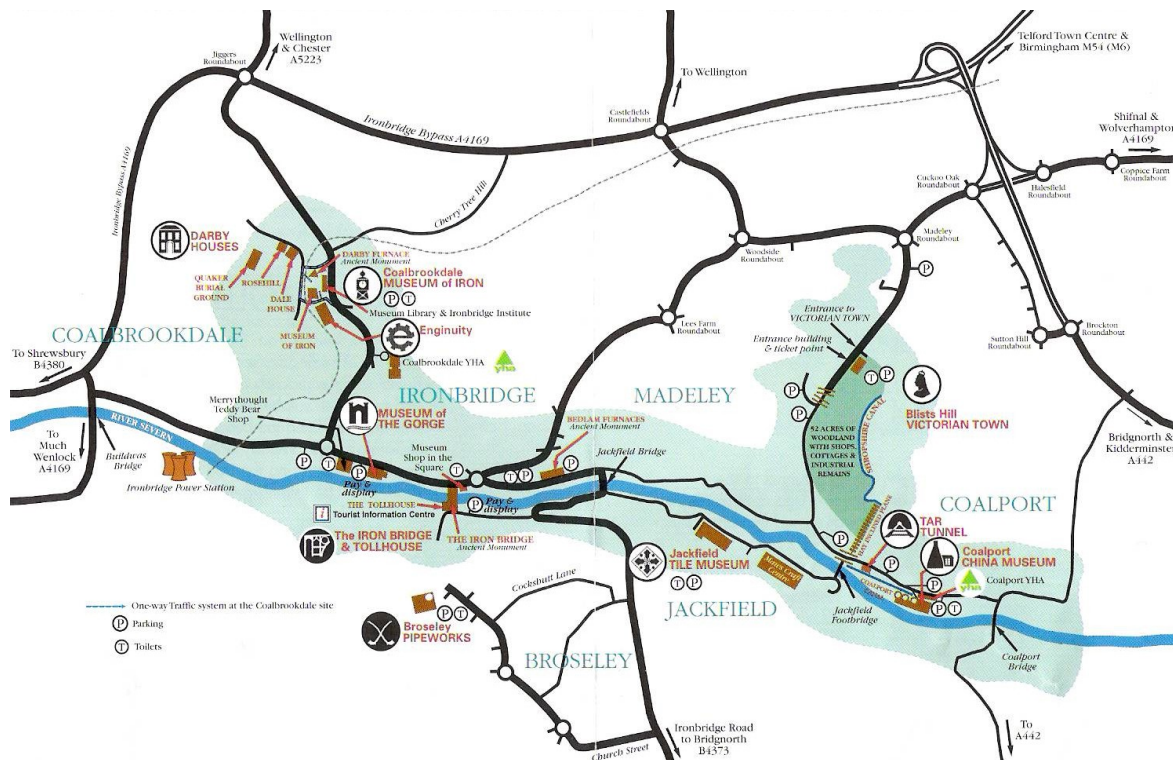 Wellington
& Chester
A5223
Jiggers
Roundabout
Telford Town Centre &
Birmingham M54 (M6)
To Wellington
Castlefields
Roundabout
Ironbridge Bypass A4169
Ironbridge Bypass A4169
Shifnal &
Wolverhampton
A4169
Coppice Farm
Roundabout
Cuckoo Oak
Roundabout
Halesfield
Roundabout
Cherry Tree Hill
Madeley
Roundabout
Woodside
Roundabout
DARBY
HOUSES
QUAKER
BURIAL
GROUND
ROSEHILL
DALE
HOUSE
DARBY FURNACE
Ancient Monument
Coalbrookdale
MUSEUM of IRON
P T
Museum Library & Ironbridge Institute
MUSEUM
OF IRON
Enginuity
Coalbrookdale YHA
yha
P
Entrance to
VICTORIAN TOWN
Entrance building
& ticket point
Lees Farm
Roundabout
Sutton Hill
Roundabout
Brockton
Roundabout
COALBROOKDALE
To Shrewsbury
B4380
IRONBRIDGE
MADELEY
T P
Blists Hill
VICTORIAN TOWN
P
P
SHROPSHIRE CANAL
52 ACRES OF
WOODLAND
WITH SHOPS,
COTTAGES &
INDUSTRIAL
REMAINS
Bridgnorth &
Kidderminster
A442
Merrythought
Teddy Bear
Shop
MUSEUM of
THE GORGE
RIVER SEVERN
To
Much
Wenlock
A4169
Buildwas
Bridge
Ironbridge Power Station
P T P
Pay &
display
Museum
Shop in the
Square
T
BEDLAM FURNACES
Ancient Monument
T P P
Jackfield Bridge
P Pay &
display
THE TOLLHOUSE
i Tourist Information Centre
The IRON BRIDGE
& TOLLHOUSE
THE IRON BRIDGE
Ancient Monument
COALPORT
HAY INCLINED PLANE
TAR
TUNNEL
P
Coalport
CHINA MUSEUM
yha
Coalport YHA
P
P T
COALPORT
Jackfield
TILE MUSEUM
T P
Craft
Centre
JACKFIELD
Jackfield
Footbridge
Coalport
Bridge
Cockshutt Lane
Broseley
PIPEWORKS
P T
BROSELEY
One-way Traffic system at the Coalbrookdale site
P Parking
T Toilets
Church Street
Ironbridge Road
to Bridgnorth
B4373
To
A442